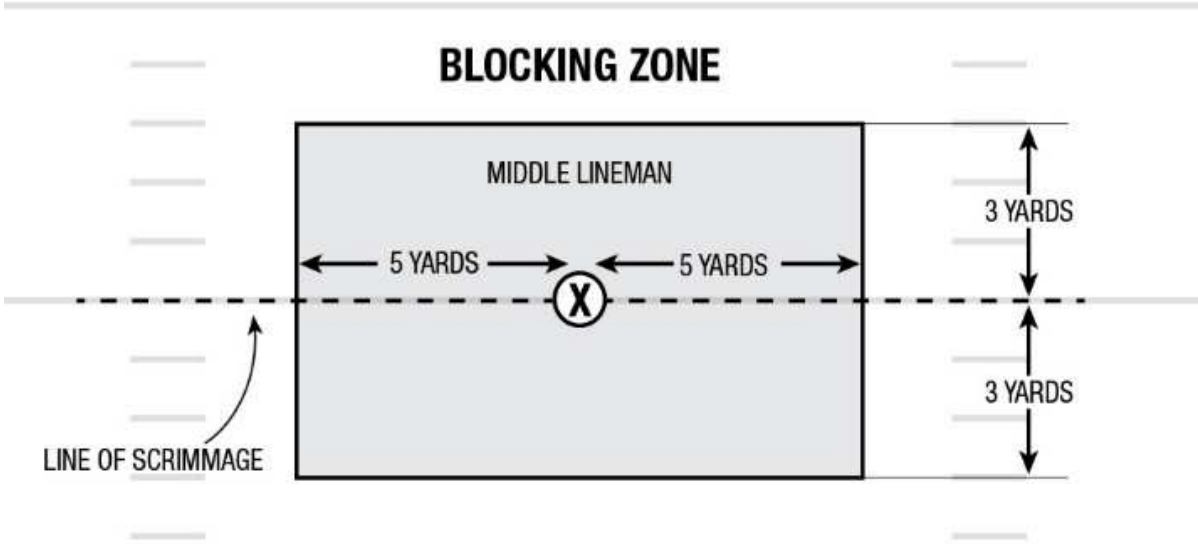 BLOCKING ZONE
MIDDLE LINEMAN
3 YARDS
5 YARDS
5 YARDS
X
3 YARDS
LINE OF SCRIMMAGE